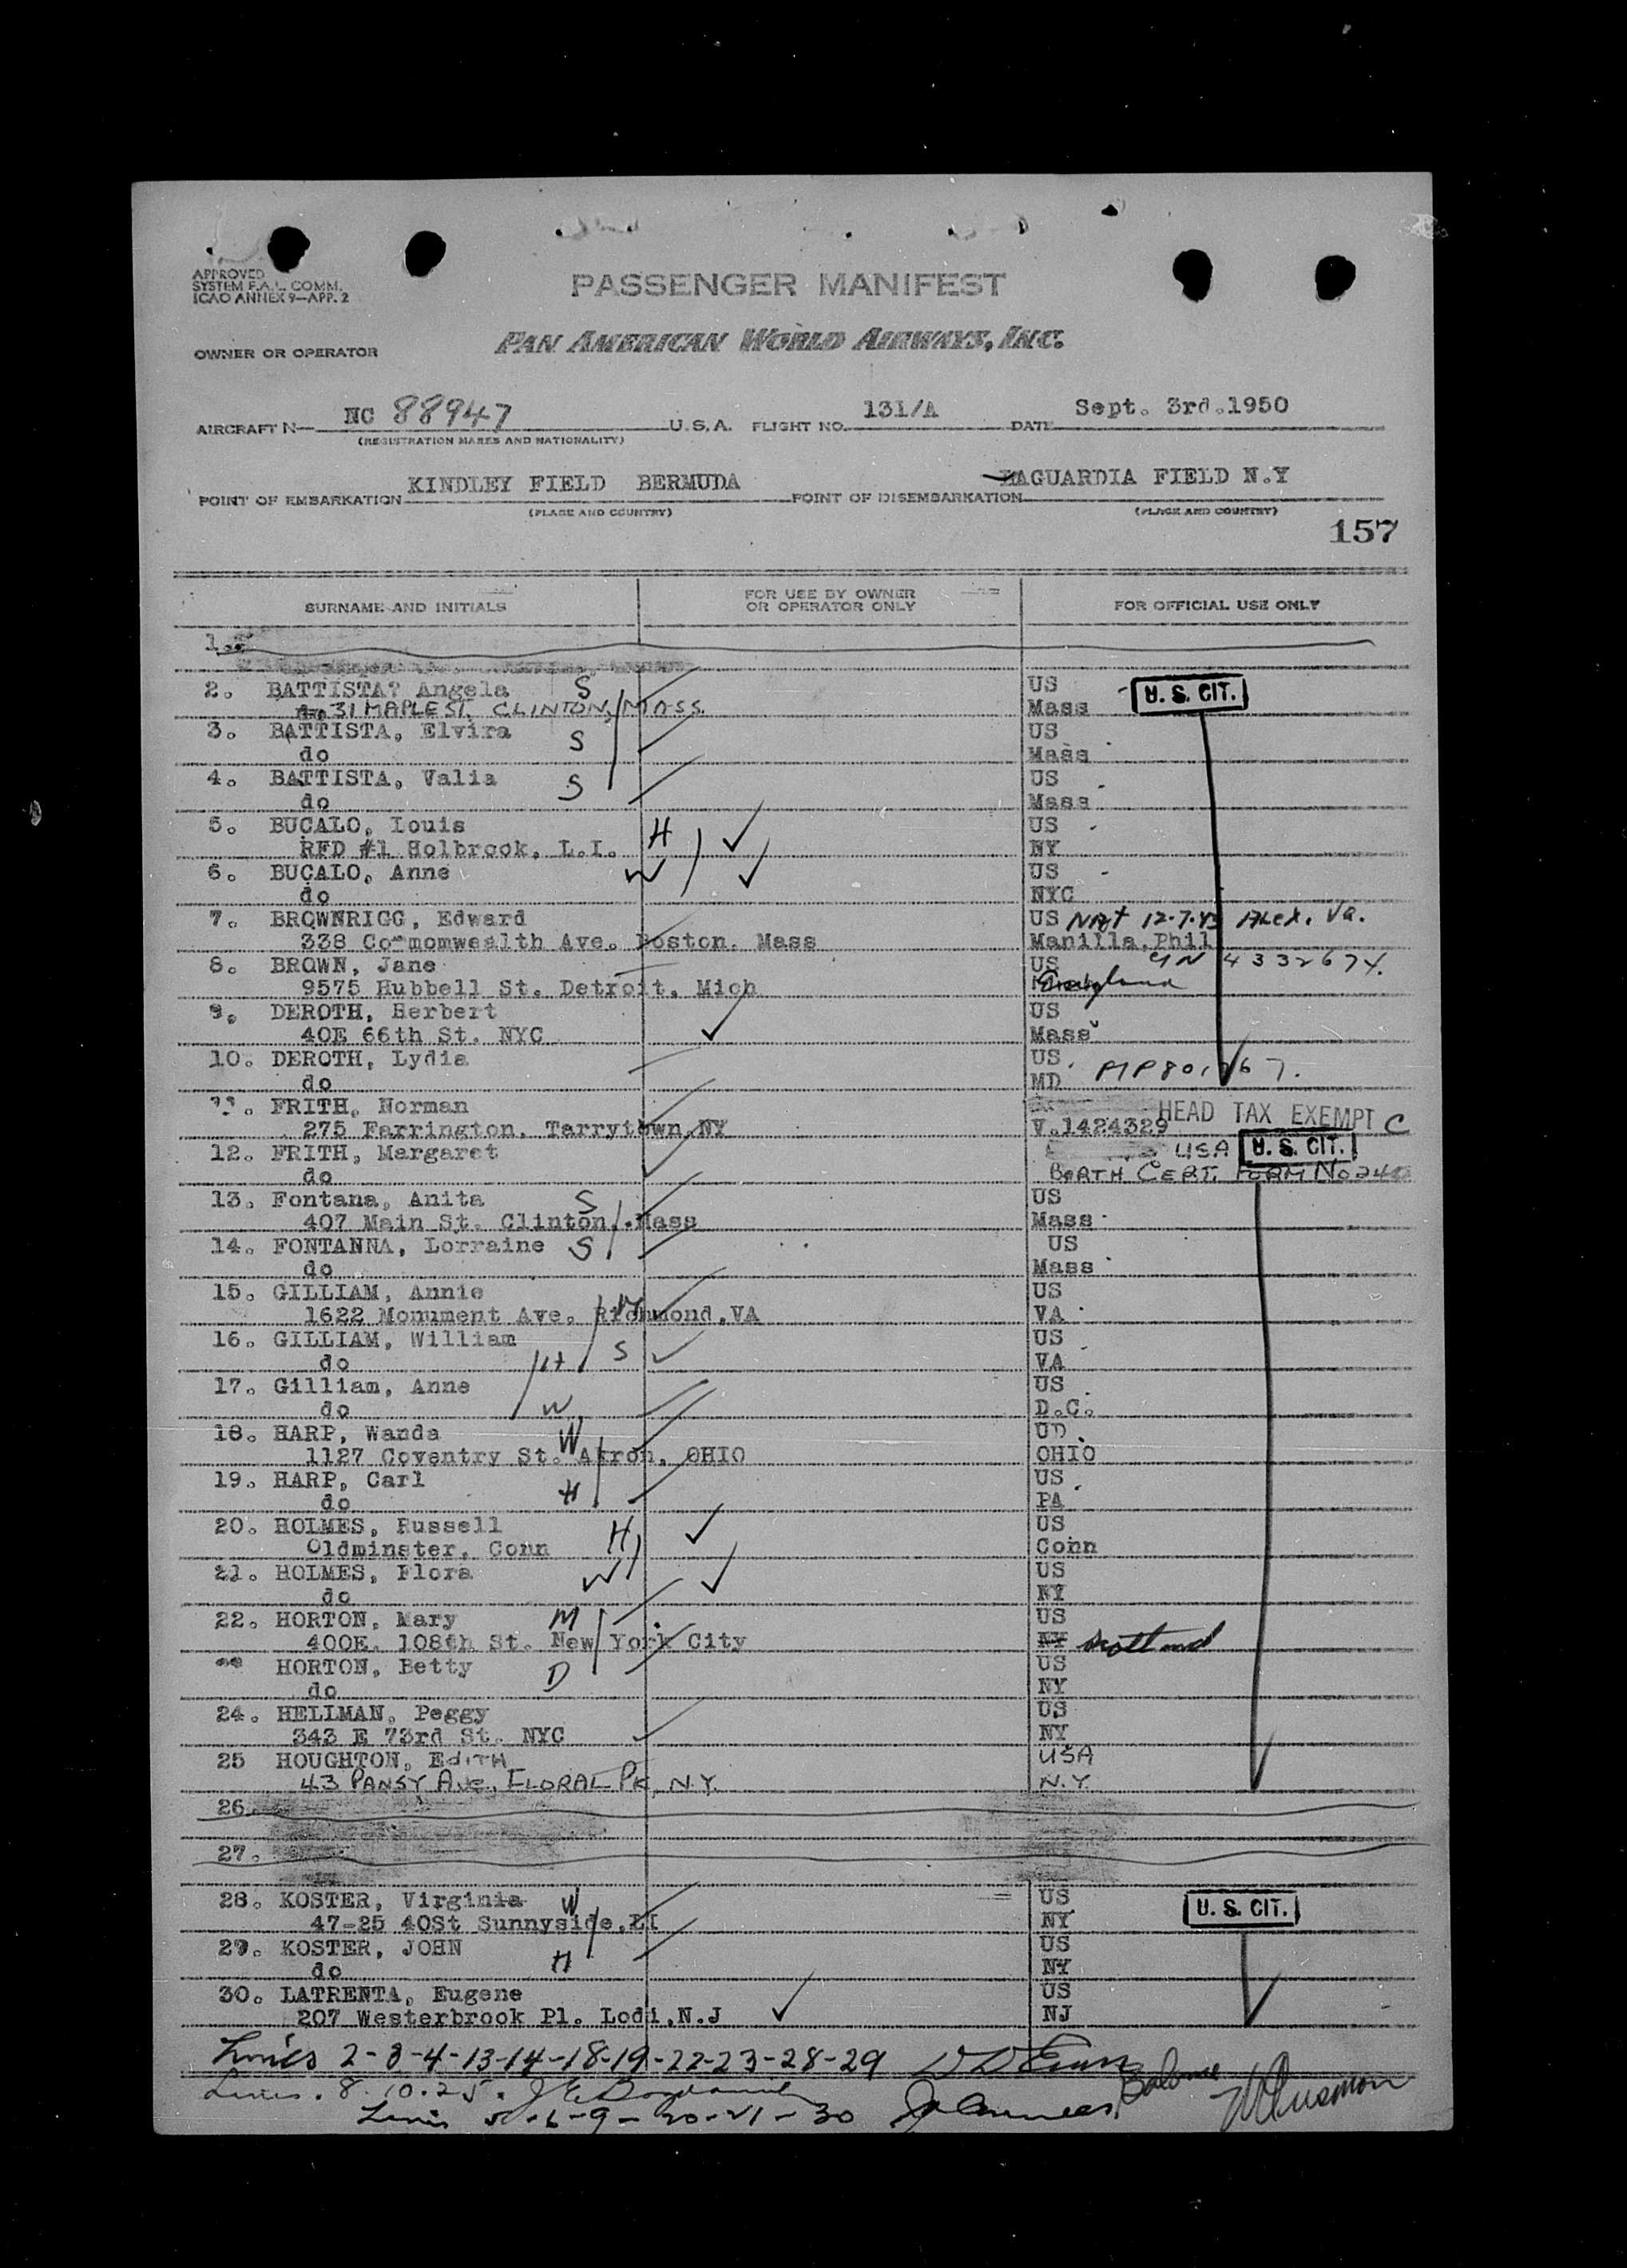 APPROVED
SYSTEM F.A.L. COMM.
ICAO ANNEX 9—APP. 2
PASSENGER MANIFEST
OWNER OR OPERATOR
PAN AMERICAN WORLD AIRWAYS, INC.
AIRCRAFT N— NC 88947 U.S.A. FLIGHT NO. 131/A DATE Sept. 3rd.1950
(REGISTRATION MARKS AND NATIONALITY)
POINT OF EMBARKATION KINDLEY FIELD BERMUDA POINT OF DISEMBARKATION LAGUARDIA FIELD N.Y
(PLACE AND COUNTRY) (PLACE AND COUNTRY)
157
SURNAME AND INITIALS FOR USE BY OWNER OR OPERATOR ONLY FOR OFFICIAL USE ONLY
1.
2. BATTISTA? Angela S US U.S. CIT.
31 MAPLE ST. CLINTON, MASS. Mass
3. BATTISTA, Elvira S US
do Mass
4. BATTISTA, Valia S US
do Mass
5. BUCALO, Louis H US
RFD #1 Holbrook, L.I. NY
6. BUCALO, Anne W US
do NYC
7. BROWNRIGG, Edward US Nat 12.7.43 Alex. Va.
338 Commomwealth Ave. Boston. Mass Manilla,Phil
8. BROWN, Jane US 4332674.
9575 Hubbell St. Detroit, Mich England
9. DEROTH, Herbert US
40E 66th St. NYC Mass
10. DEROTH, Lydia US
do MD
11. FRITH, Norman HEAD TAX EXEMPT C
275 Farrington, Tarrytown,NY V.1424329
12. FRITH, Margaret USA U.S. CIT.
do BIRTH CERT. FORM No 240
13. Fontana, Anita S US
407 Main St. Clinton, Mass Mass
14. FONTANNA, Lorraine S US
do Mass
15. GILLIAM, Annie US
1622 Monument Ave. Richmond,VA VA
16. GILLIAM, William H S US
do VA
17. Gilliam, Anne US
do W D.C.
18. HARP, Wanda W UD
1127 Coventry St. Akron, OHIO OHIO
19. HARP, Carl H US
do PA
20. HOLMES, Russell H US
Oldminster, Conn Conn
21. HOLMES, Flora W US
do NY
22. HORTON, Mary M US
400E. 108th St. New York City NY Scotland
HORTON, Betty D US
do NY
24. HELLMAN, Peggy US
343 E 73rd St. NYC NY
25 HOUGHTON, EDITH USA
43 PANSY AVE, FLORAL PK, N.Y. N.Y.
26.
27.
28. KOSTER, Virginia W US U.S. CIT.
47-25 40St Sunnyside,LI NY
29. KOSTER, JOHN H US
do NY
30. LATRENTA, Eugene US
207 Westerbrook Pl. Lodi,N.J NJ
Lines 2-3-4-13-14-18-19-22-23-28-29
Lines. 8.10.25. Balance
Lines 5-6-9-20-21-30